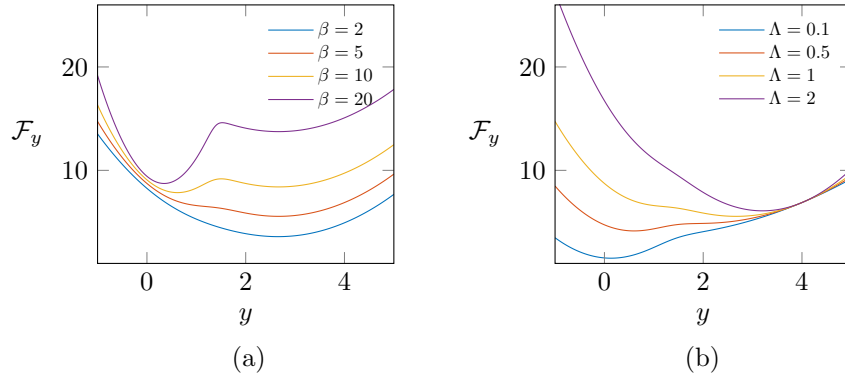 20
10
𝓕y
0
2
4
y
β = 2
β = 5
β = 10
β = 20
(a)
20
10
𝓕y
0
2
4
y
Λ = 0.1
Λ = 0.5
Λ = 1
Λ = 2
(b)